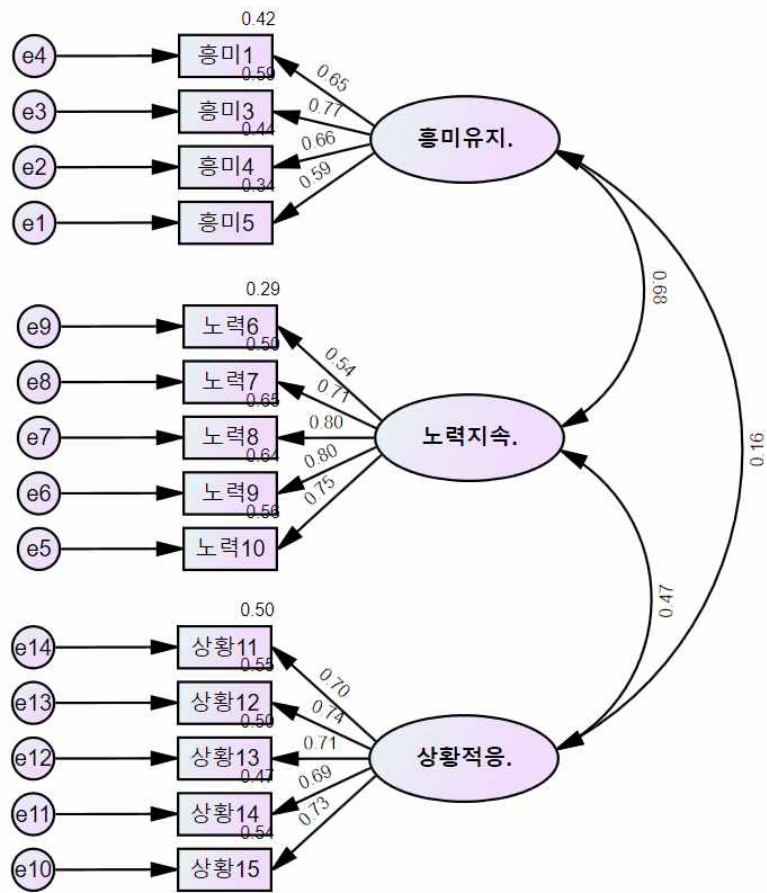 0.42
e4 흥미1 0.65
0.59
e3 흥미3 0.77
흥미유지.
0.44
e2 흥미4 0.66
0.34
e1 흥미5 0.59
0.68
0.29
e9 노력6 0.54
0.50
e8 노력7 0.71
0.65
e7 노력8 0.80
노력지속.
0.16
0.64
e6 노력9 0.80
0.56
e5 노력10 0.75
0.47
0.50
e14 상황11 0.70
0.55
e13 상황12 0.74
0.50
e12 상황13 0.71
상황적응.
0.47
e11 상황14 0.69
0.54
e10 상황15 0.73